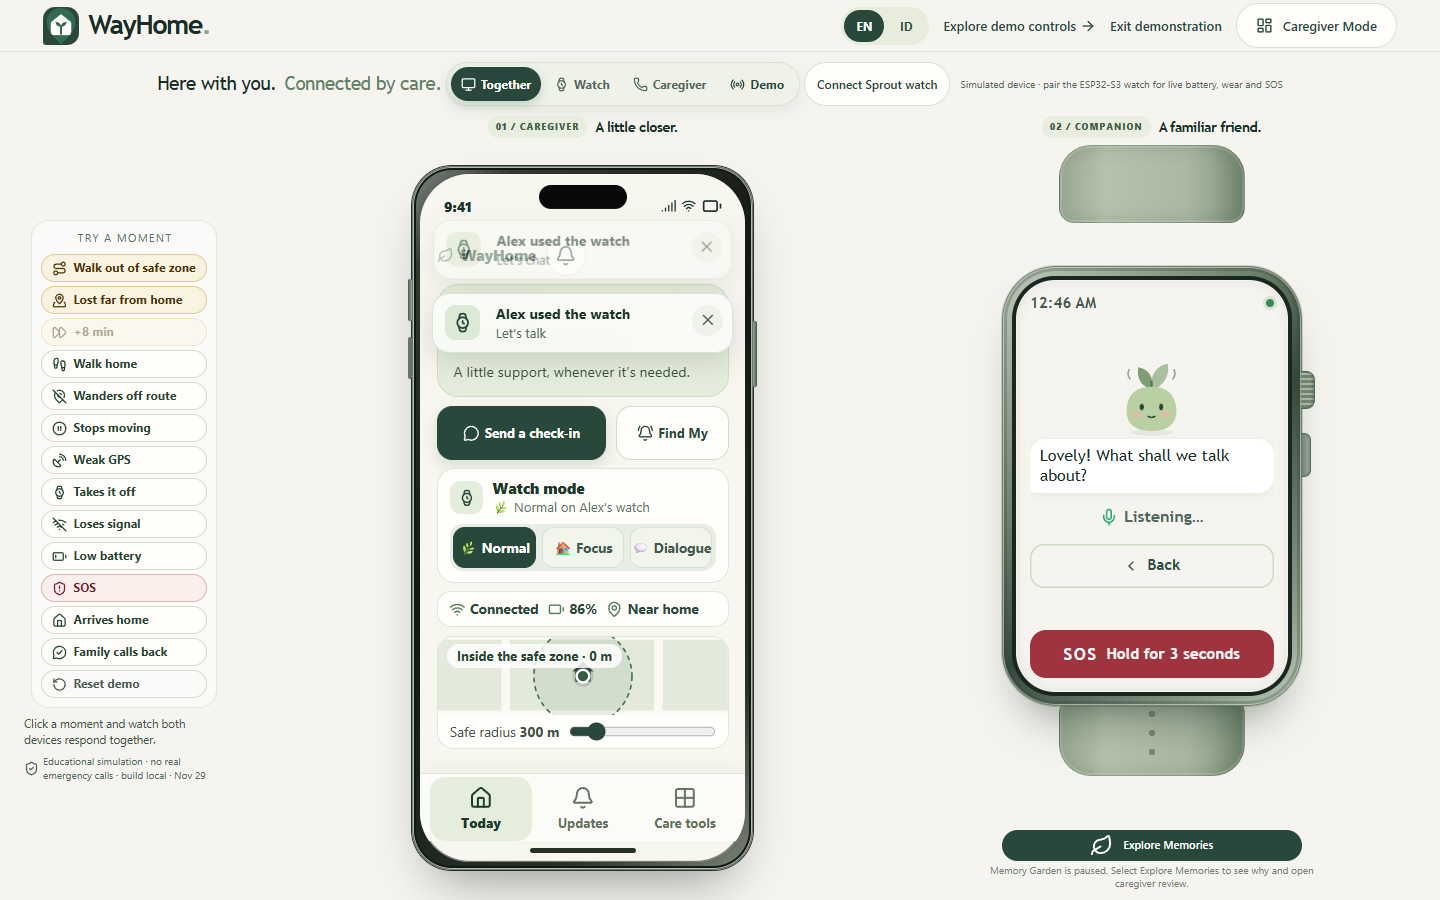 WayHome.
EN ID Explore demo controls Exit demonstration Caregiver Mode
Here with you. Connected by care. Together Watch Caregiver Demo Connect Sprout watch Simulated device · pair the ESP32-S3 watch for live battery, wear and SOS
01 / CAREGIVER A little closer.
02 / COMPANION A familiar friend.
TRY A MOMENT
Walk out of safe zone
Lost far from home
+8 min
Walk home
Wanders off route
Stops moving
Weak GPS
Takes it off
Loses signal
Low battery
SOS
Arrives home
Family calls back
Reset demo
Click a moment and watch both
devices respond together.
Educational simulation · no real
emergency calls · build local · Nov 29
9:41
Alex used the watch
WayHome
Let's chat
Alex used the watch
Let's talk
A little support, whenever it's needed.
Send a check-in Find My
Watch mode
Normal on Alex's watch
Normal Focus Dialogue
Connected 86% Near home
Inside the safe zone · 0 m
Safe radius 300 m
Today Updates Care tools
12:46 AM
Lovely! What shall we talk
about?
Listening...
Back
SOS Hold for 3 seconds
Explore Memories
Memory Garden is paused. Select Explore Memories to see why and open
caregiver review.